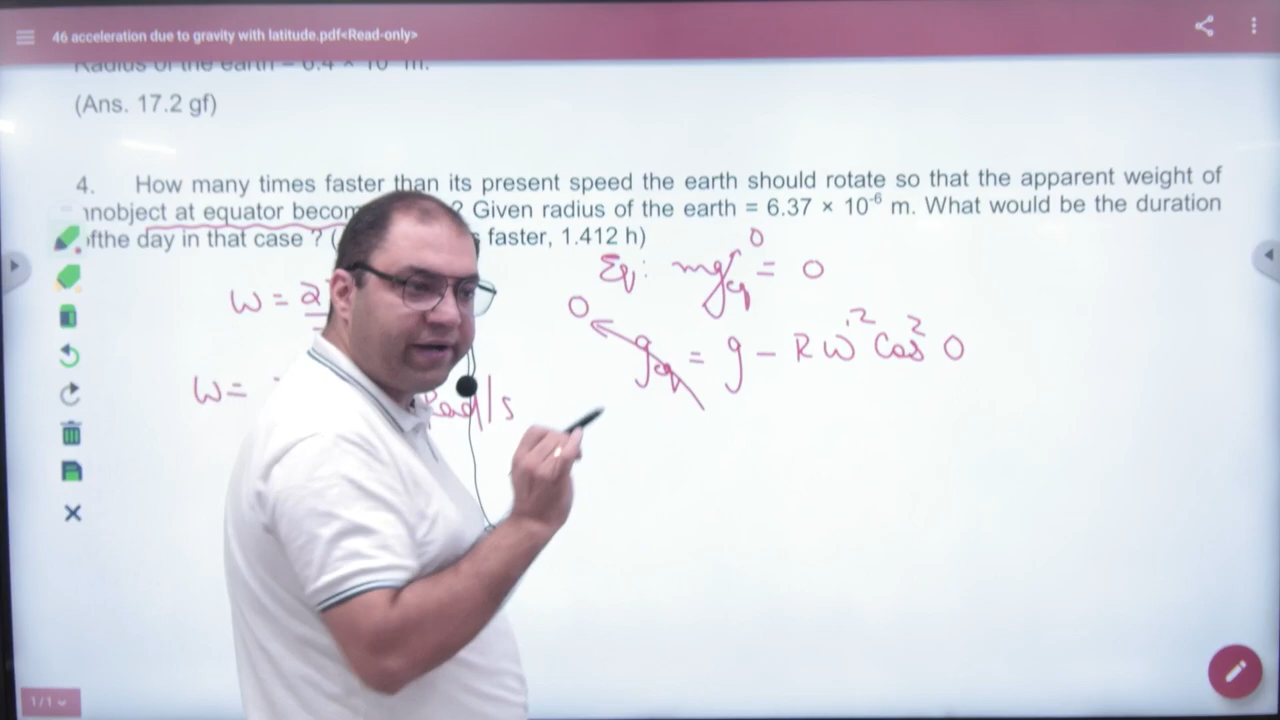 46 acceleration due to gravity with latitude.pdf<Read-only>
(Ans. 17.2 gf)
4. How many times faster than its present speed the earth should rotate so that the apparent weight of
object at equator becom ? Given radius of the earth = 6.37 × 10⁻⁶ m. What would be the duration
ofthe day in that case ? ( s faster, 1.412 h)
Eq: mg'eq = 0
0
ω = 2
0
g'eq = g − Rω'² Cos² 0
ω = Rad/s
1/1